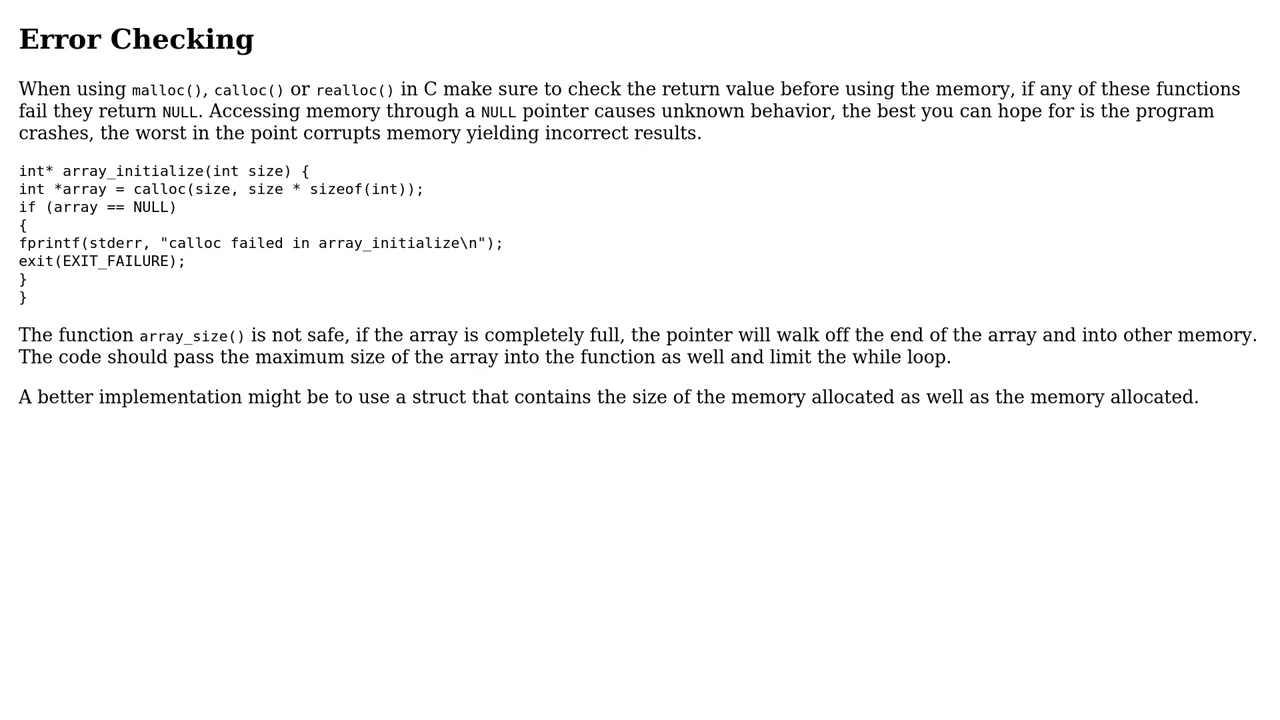 Error Checking
When using malloc(), calloc() or realloc() in C make sure to check the return value before using the memory, if any of these functions
fail they return NULL. Accessing memory through a NULL pointer causes unknown behavior, the best you can hope for is the program
crashes, the worst in the point corrupts memory yielding incorrect results.
int* array_initialize(int size) {
int *array = calloc(size, size * sizeof(int));
if (array == NULL)
{
fprintf(stderr, "calloc failed in array_initialize\n");
exit(EXIT_FAILURE);
}
}
The function array_size() is not safe, if the array is completely full, the pointer will walk off the end of the array and into other memory.
The code should pass the maximum size of the array into the function as well and limit the while loop.
A better implementation might be to use a struct that contains the size of the memory allocated as well as the memory allocated.